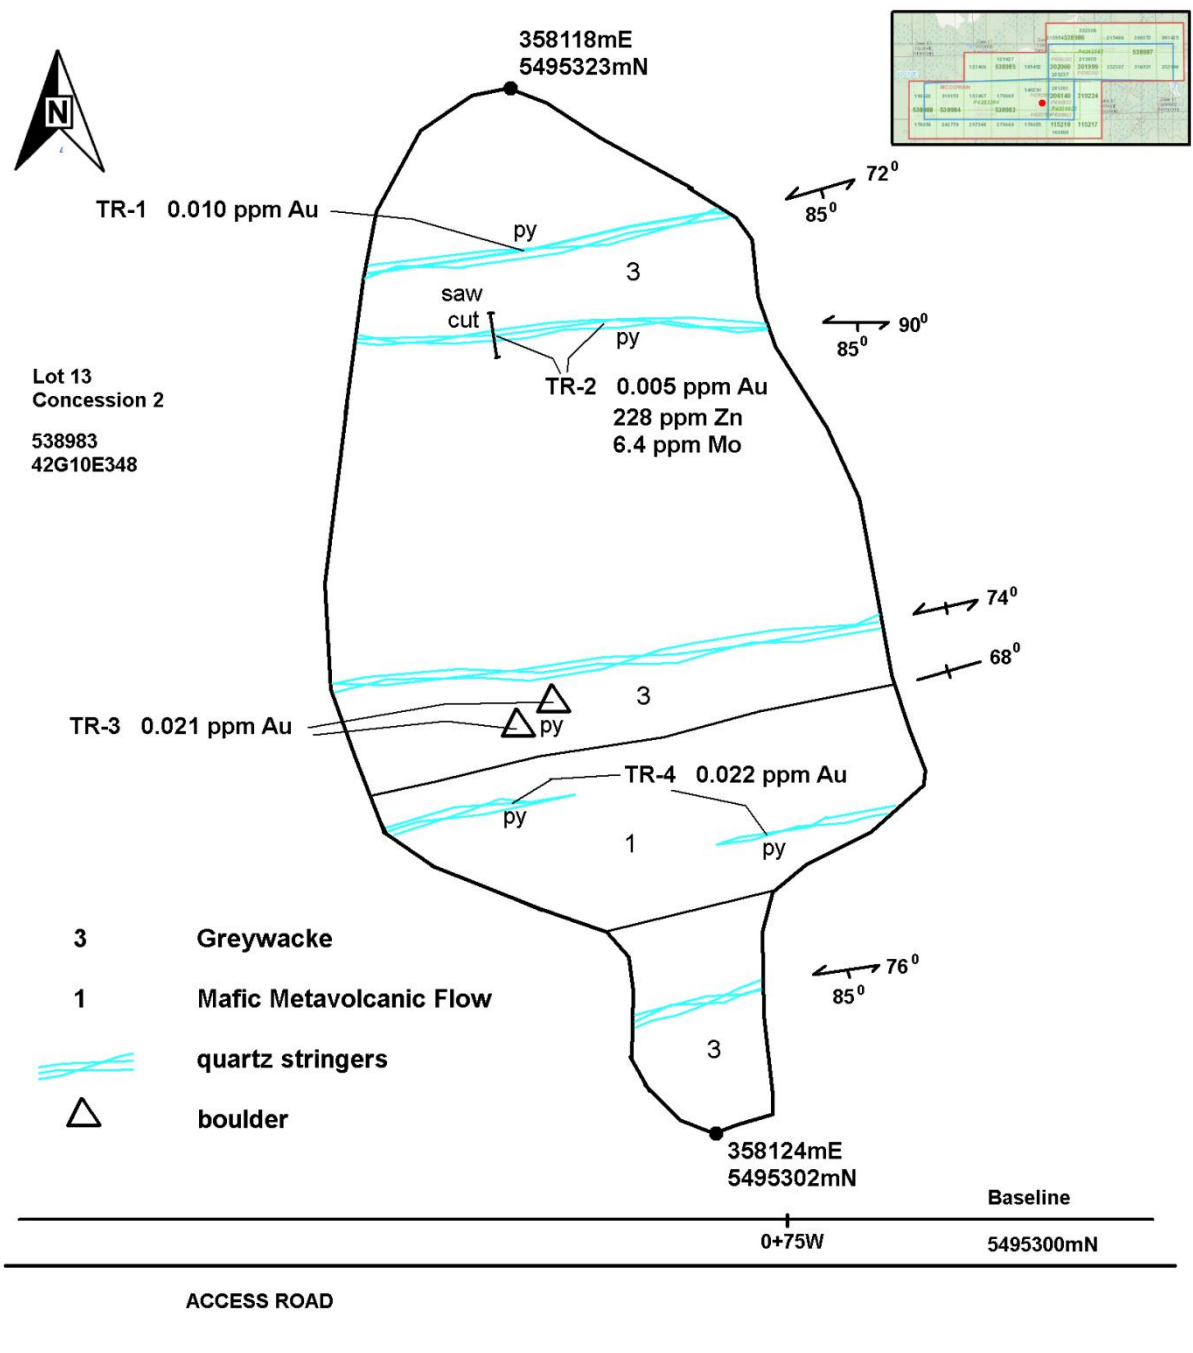 358118mE
5495323mN
N
MCCOWAN
72⁰
85⁰
TR-1 0.010 ppm Au
py
3
saw
cut
py
90⁰
85⁰
TR-2 0.005 ppm Au
228 ppm Zn
6.4 ppm Mo
Lot 13
Concession 2
538983
42G10E348
74⁰
68⁰
3
TR-3 0.021 ppm Au
py
TR-4 0.022 ppm Au
py
1
py
3 Greywacke
1 Mafic Metavolcanic Flow
quartz stringers
boulder
76⁰
85⁰
3
358124mE
5495302mN
Baseline
0+75W
5495300mN
ACCESS ROAD